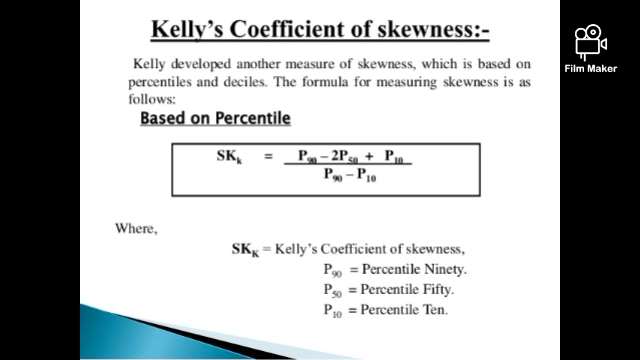 Kelly's Coefficient of skewness:-
Kelly developed another measure of skewness, which is based on
percentiles and deciles. The formula for measuring skewness is as
follows:
Based on Percentile
SKₖ = P₉₀ – 2P₅₀ + P₁₀
P₉₀ – P₁₀
Where,
SK_K = Kelly's Coefficient of skewness,
P₉₀ = Percentile Ninety.
P₅₀ = Percentile Fifty.
P₁₀ = Percentile Ten.
Film Maker